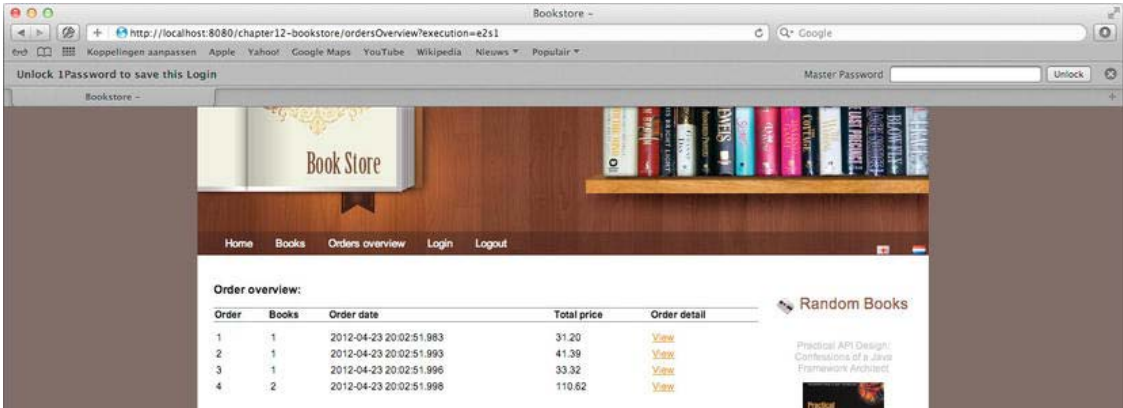 Bookstore -
http://localhost:8080/chapter12-bookstore/ordersOverview?execution=e2s1
Google
Koppelingen aanpassen Apple Yahoo! Google Maps YouTube Wikipedia Nieuws Populair
Unlock 1Password to save this Login
Master Password
Unlock
Bookstore -
Book Store
COTTAGE
LAST PRECINCT
BLOW FLY
Home Books Orders overview Login Logout
Order overview:
Order Books Order date Total price Order detail
1 1 2012-04-23 20:02:51.983 31.20 View
2 1 2012-04-23 20:02:51.993 41.39 View
3 1 2012-04-23 20:02:51.996 33.32 View
4 2 2012-04-23 20:02:51.998 110.62 View
Random Books
Practical API Design:
Confessions of a Java
Framework Architect
Practical